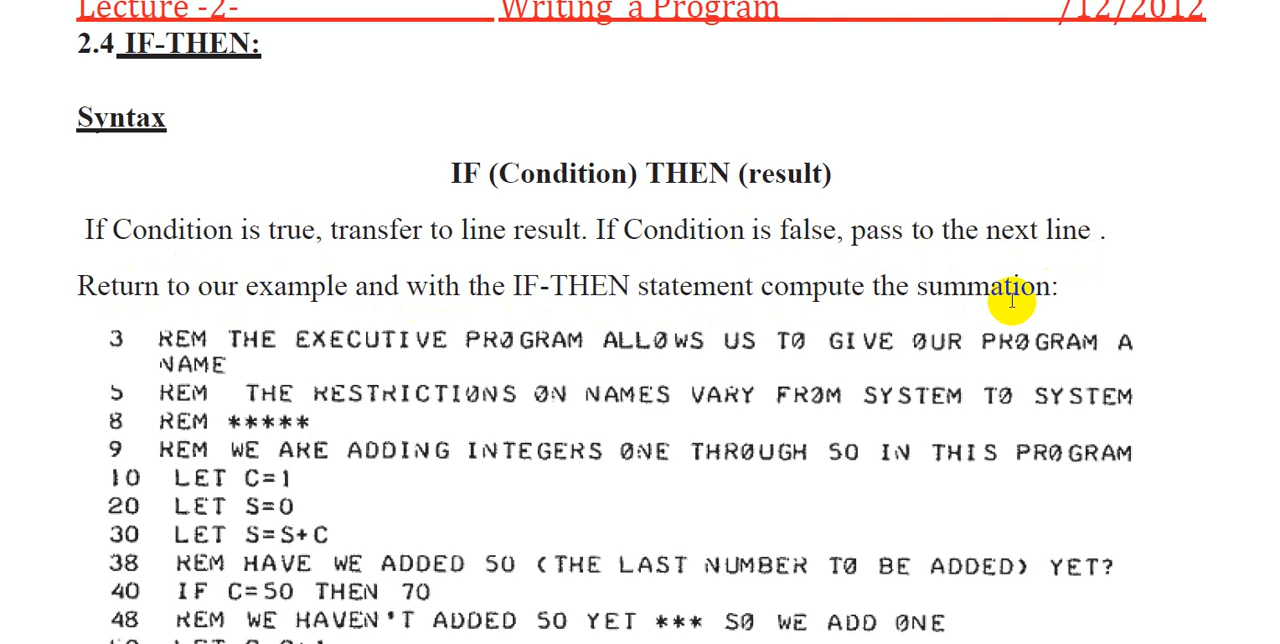 Lecture -2- Writing a Program /12/2012
2.4 IF-THEN:
Syntax
IF (Condition) THEN (result)
If Condition is true, transfer to line result. If Condition is false, pass to the next line .
Return to our example and with the IF-THEN statement compute the summation:
3 REM THE EXECUTIVE PRØGRAM ALLØWS US TØ GIVE ØUR PRØGRAM A
NAME
5 REM THE RESTRICTIØNS ØN NAMES VARY FRØM SYSTEM TØ SYSTEM
8 REM *****
9 REM WE ARE ADDING INTEGERS ØNE THRØUGH 50 IN THIS PRØGRAM
10 LET C=1
20 LET S=0
30 LET S=S+C
38 REM HAVE WE ADDED 50 (THE LAST NUMBER TØ BE ADDED) YET?
40 IF C=50 THEN 70
48 REM WE HAVEN'T ADDED 50 YET *** SØ WE ADD ØNE